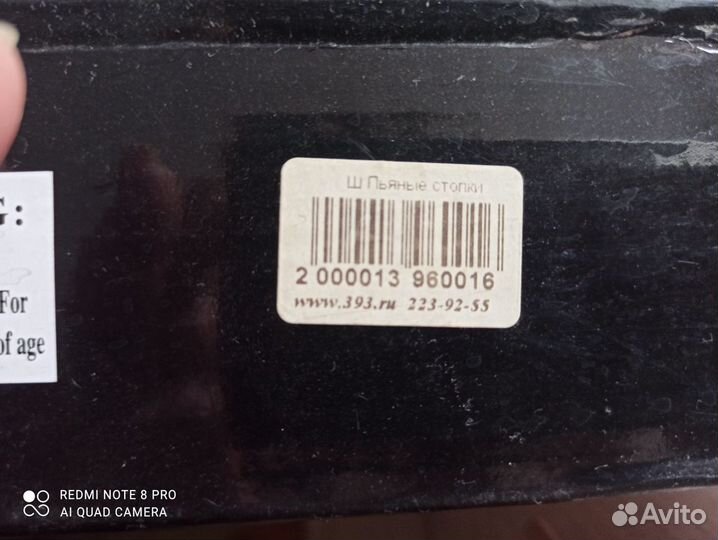 G:
For
of age
Ш Пьяные стопки
2 000013 960016
www.393.ru 223-92-55
REDMI NOTE 8 PRO
AI QUAD CAMERA
Avito